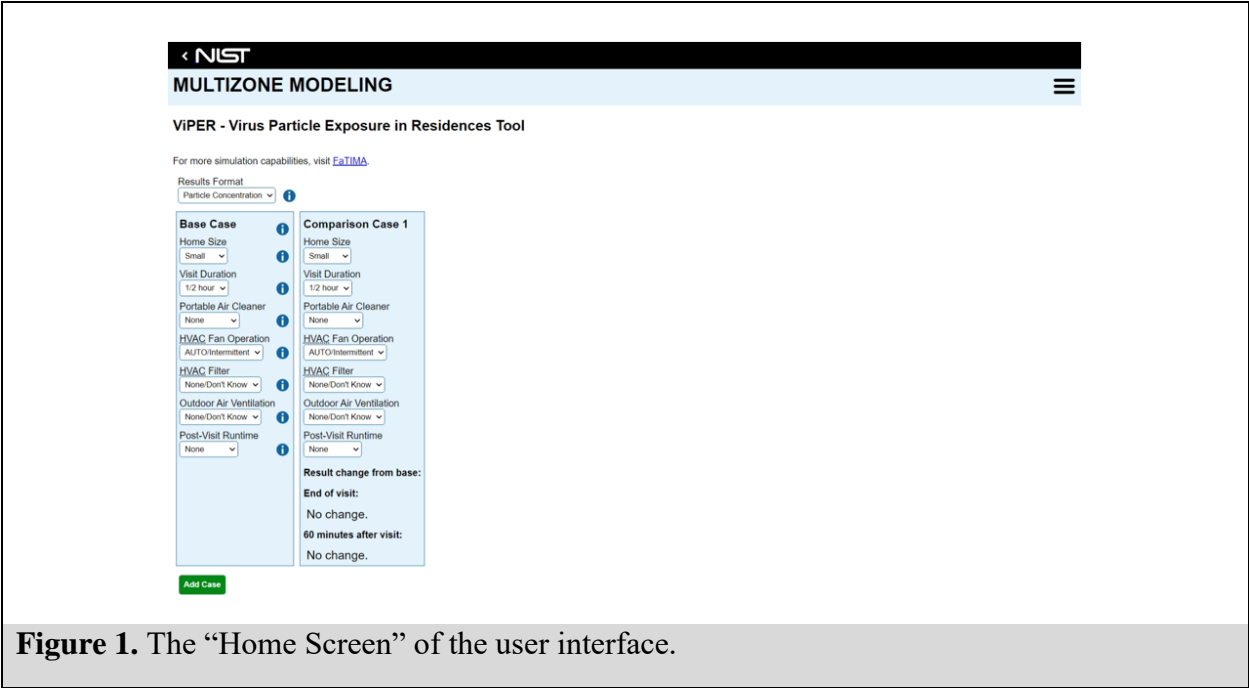 < NIST
MULTIZONE MODELING
ViPER - Virus Particle Exposure in Residences Tool
For more simulation capabilities, visit FaTIMA.
Results Format
Particle Concentration
Base Case
Home Size
Small
Visit Duration
1/2 hour
Portable Air Cleaner
None
HVAC Fan Operation
AUTO/Intermittent
HVAC Filter
None/Don't Know
Outdoor Air Ventilation
None/Don't Know
Post-Visit Runtime
None
Comparison Case 1
Home Size
Small
Visit Duration
1/2 hour
Portable Air Cleaner
None
HVAC Fan Operation
AUTO/Intermittent
HVAC Filter
None/Don't Know
Outdoor Air Ventilation
None/Don't Know
Post-Visit Runtime
None
Result change from base:
End of visit:
No change.
60 minutes after visit:
No change.
Add Case
Figure 1. The “Home Screen” of the user interface.